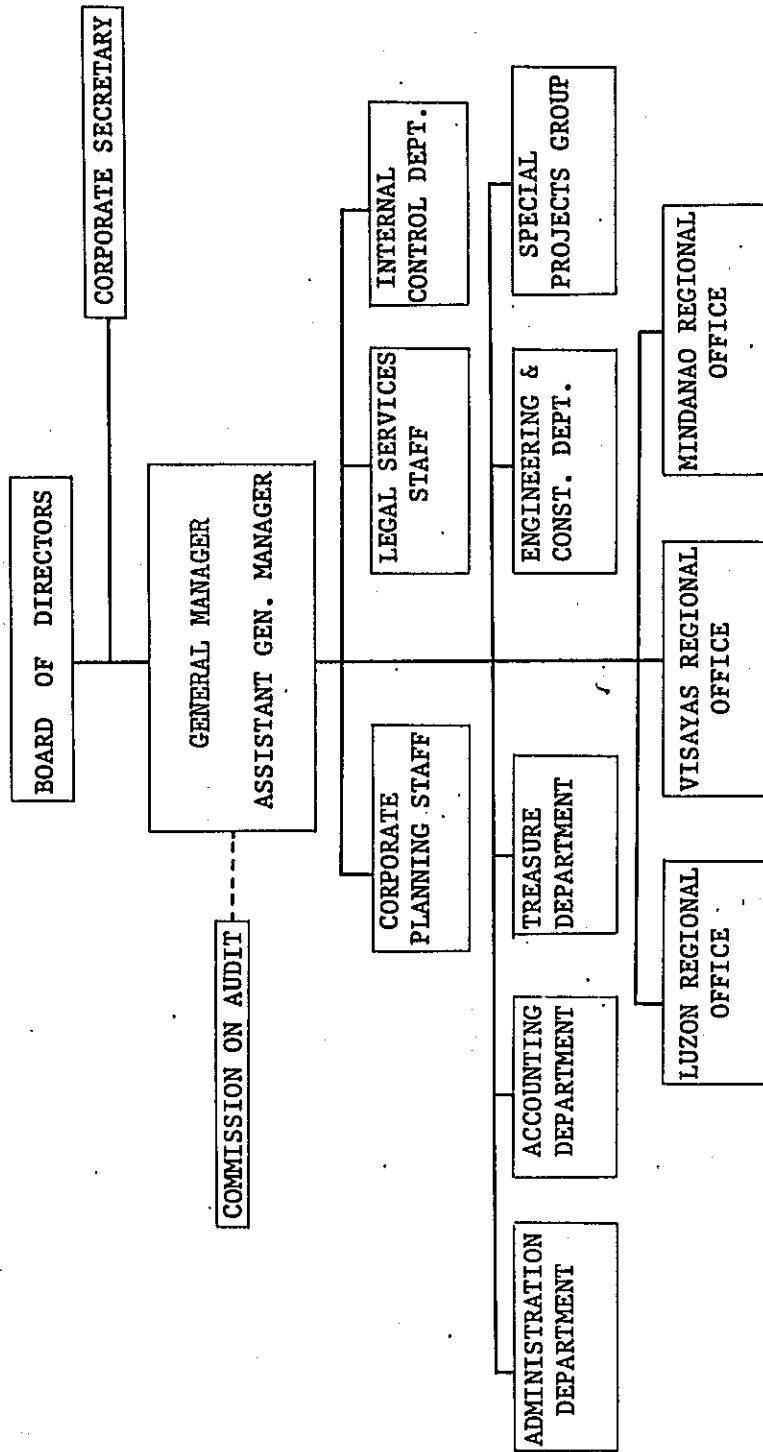 BOARD OF DIRECTORS
CORPORATE SECRETARY
GENERAL MANAGER
ASSISTANT GEN. MANAGER
COMMISSION ON AUDIT
CORPORATE
PLANNING STAFF
LEGAL SERVICES
STAFF
INTERNAL
CONTROL DEPT.
ADMINISTRATION
DEPARTMENT
ACCOUNTING
DEPARTMENT
TREASURE
DEPARTMENT
ENGINEERING &
CONST. DEPT.
SPECIAL
PROJECTS GROUP
LUZON REGIONAL
OFFICE
VISAYAS REGIONAL
OFFICE
MINDANAO REGIONAL
OFFICE